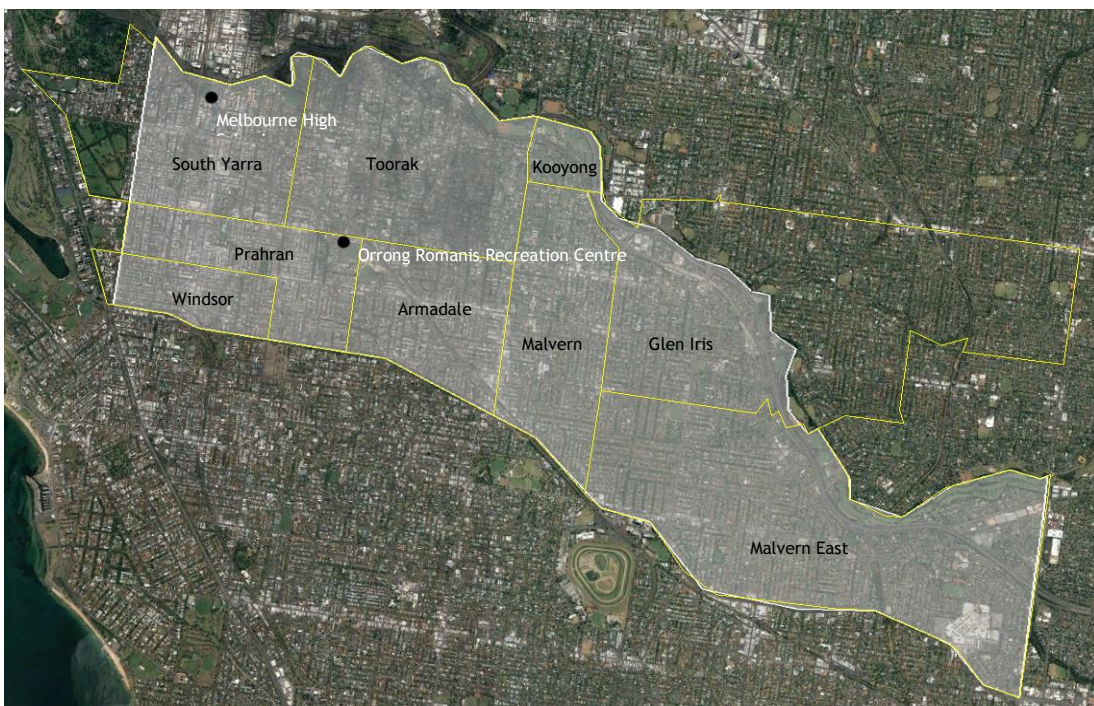 Melbourne High
South Yarra
Toorak
Kooyong
Prahran
Orrong Romanis Recreation Centre
Windsor
Armadale
Malvern
Glen Iris
Malvern East